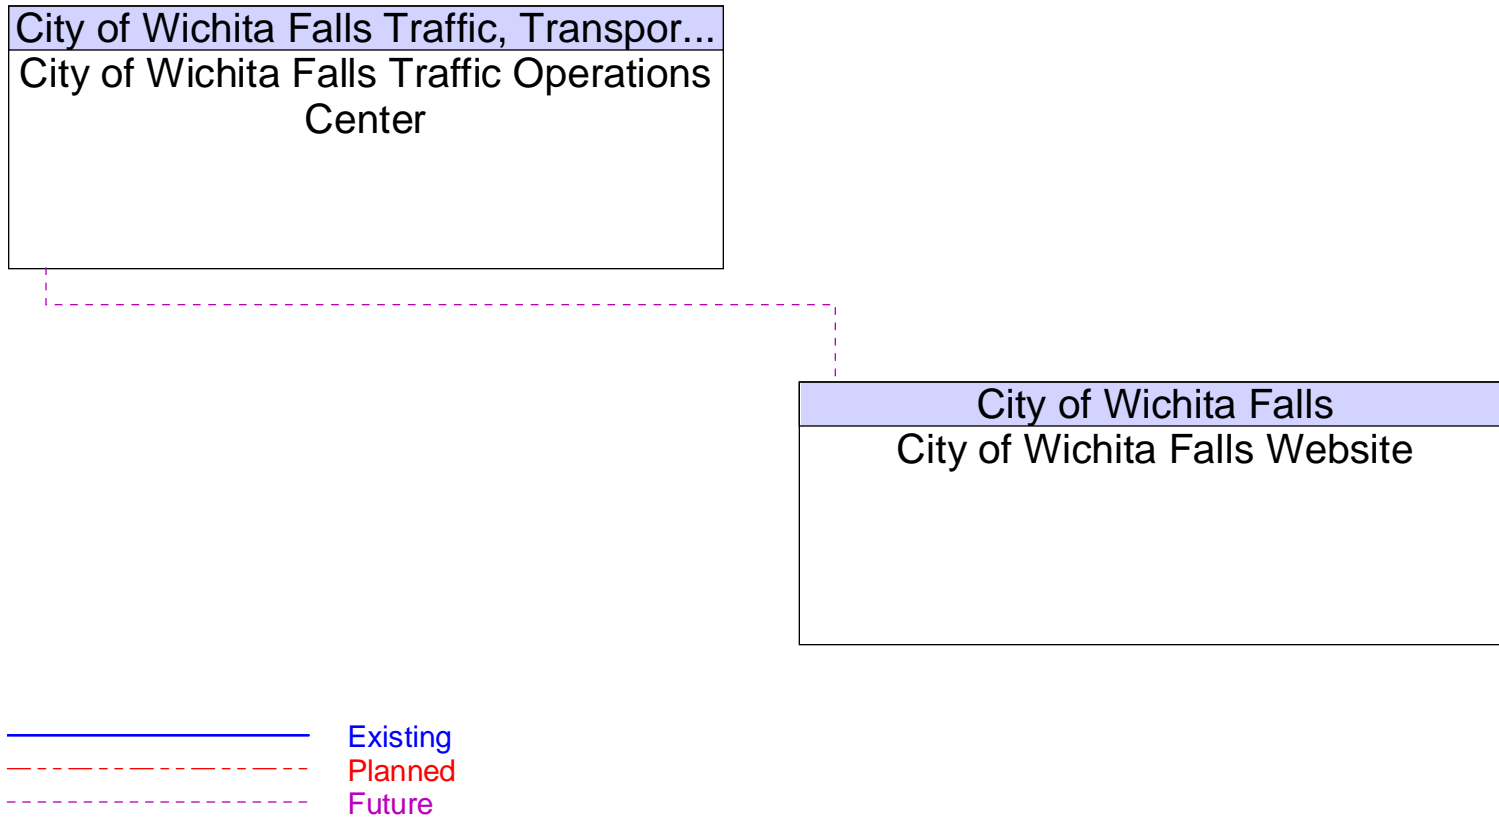 City of Wichita Falls Traffic, Transpor...
City of Wichita Falls Traffic Operations
Center
City of Wichita Falls
City of Wichita Falls Website
Existing
Planned
Future